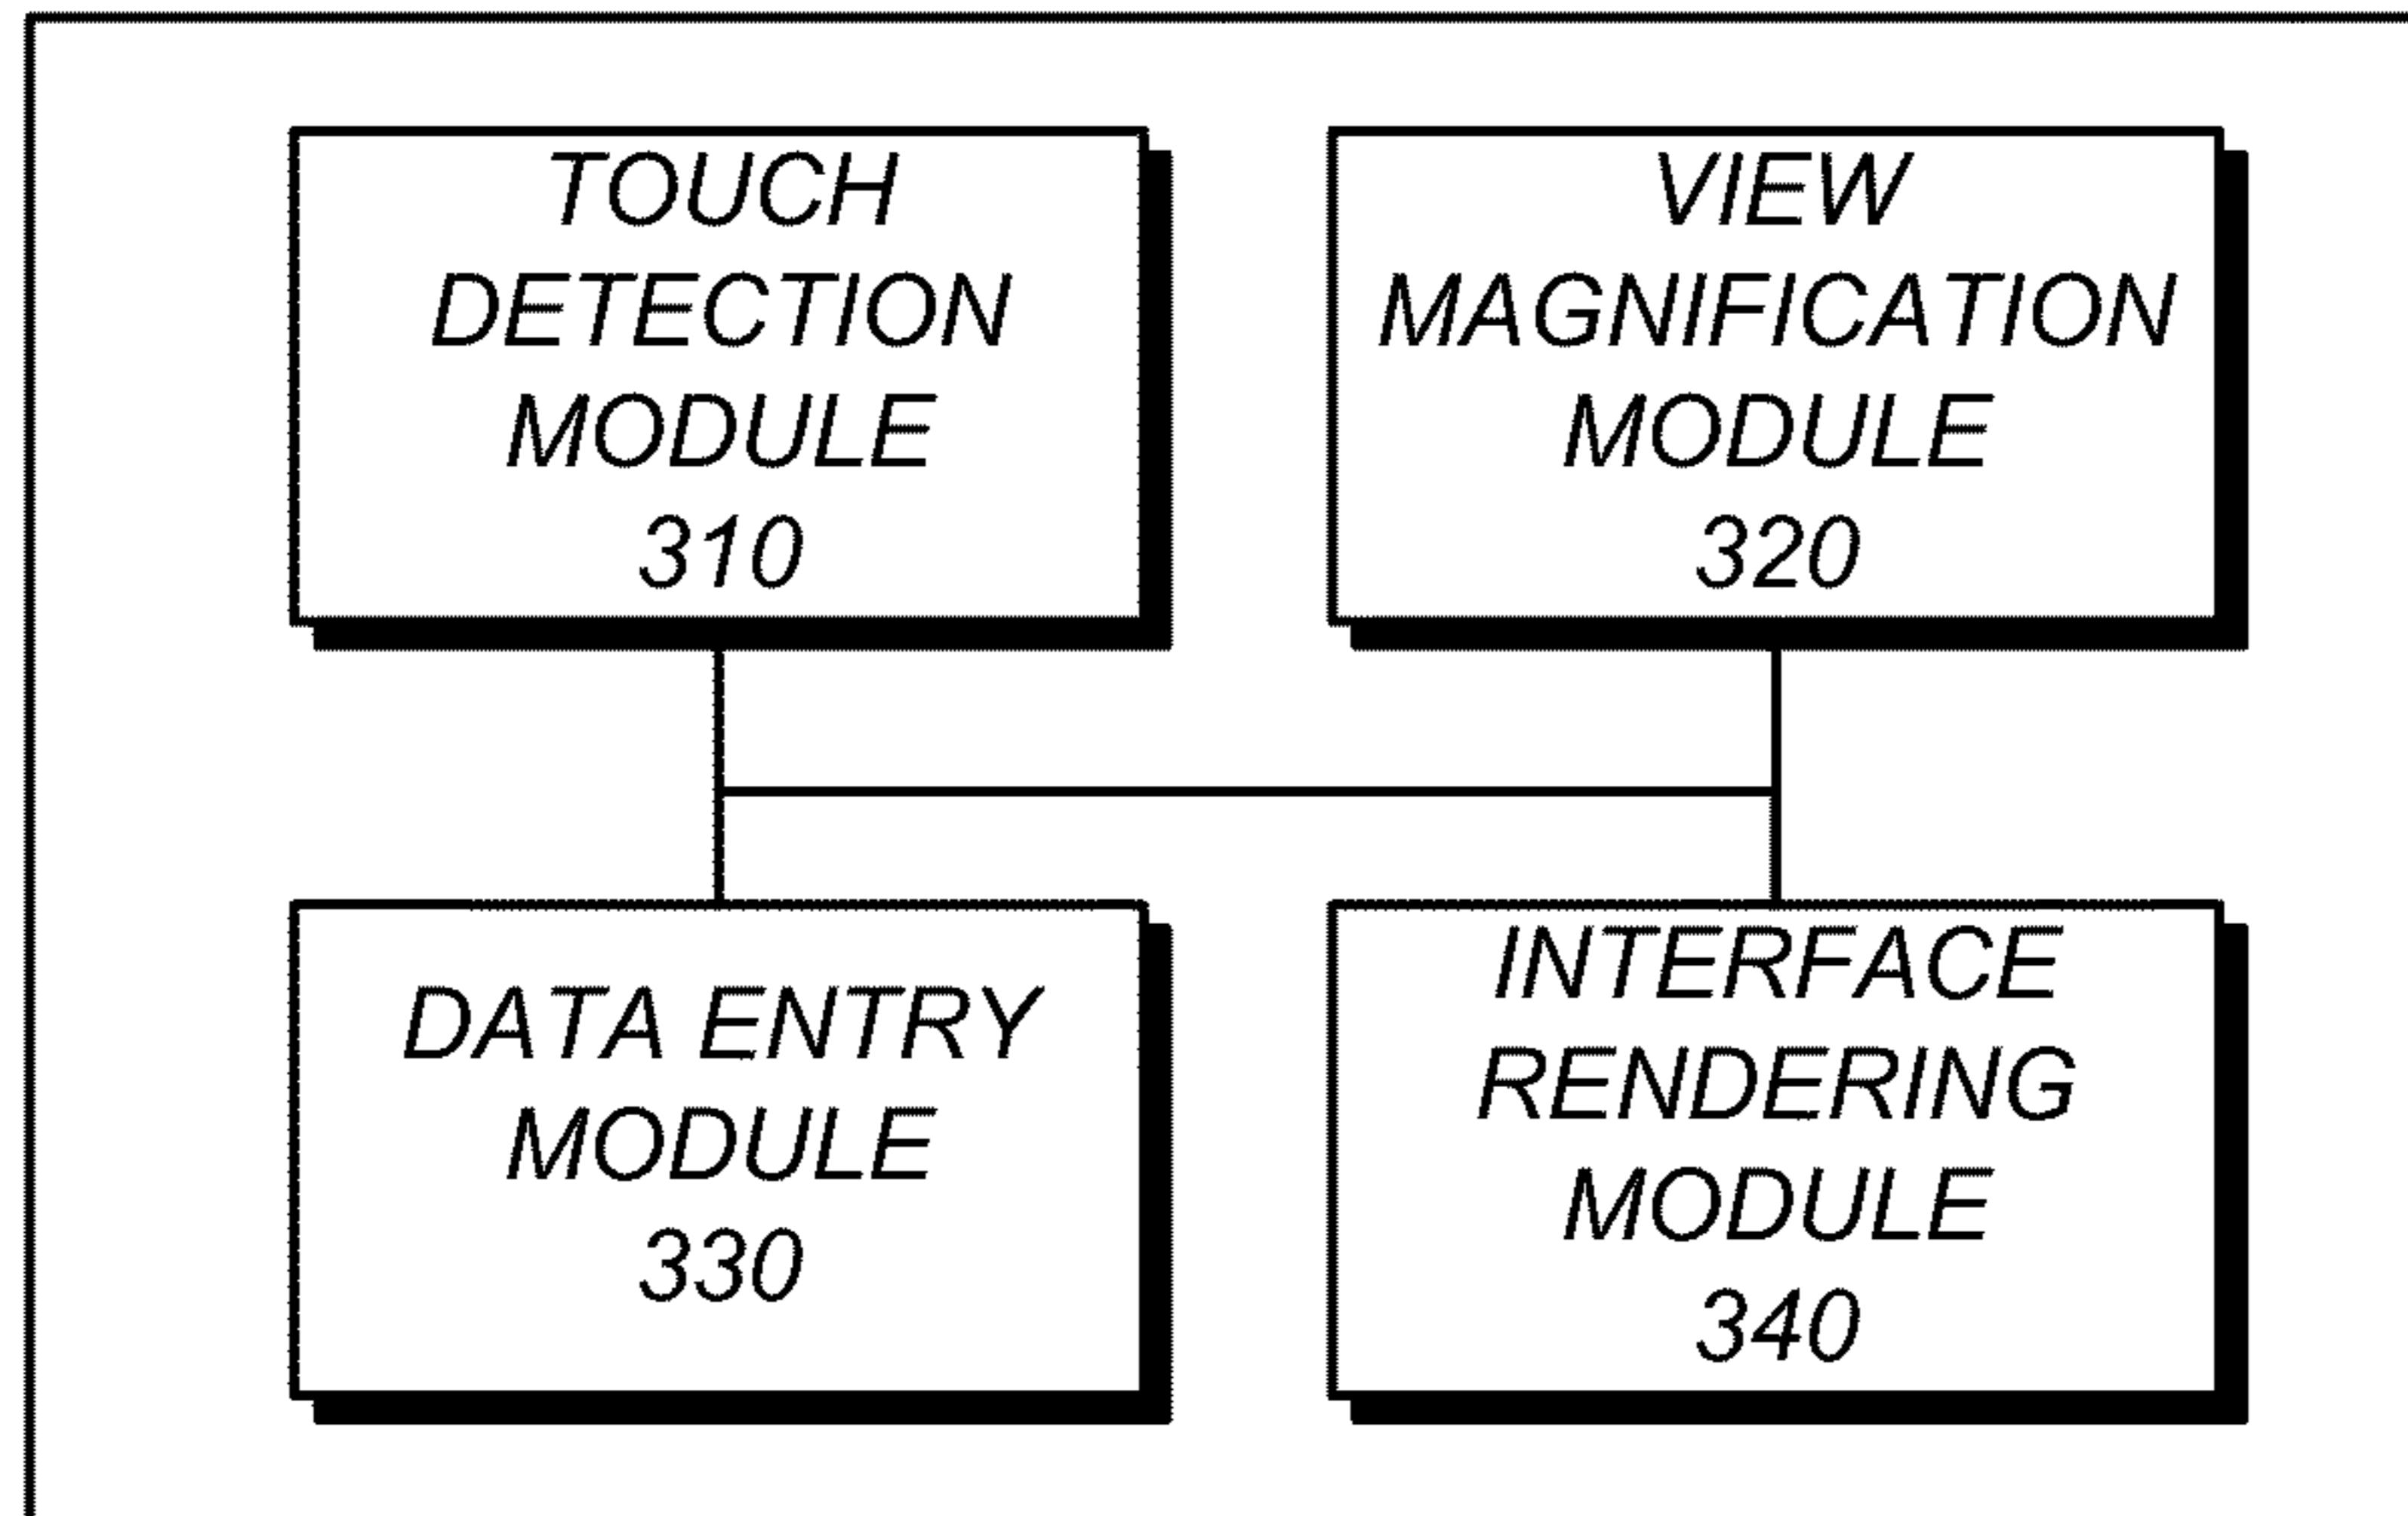 TOUCH
DETECTION
MODULE
310
VIEW
MAGNIFICATION
MODULE
320
DATA ENTRY
MODULE
330
INTERFACE
RENDERING
MODULE
340